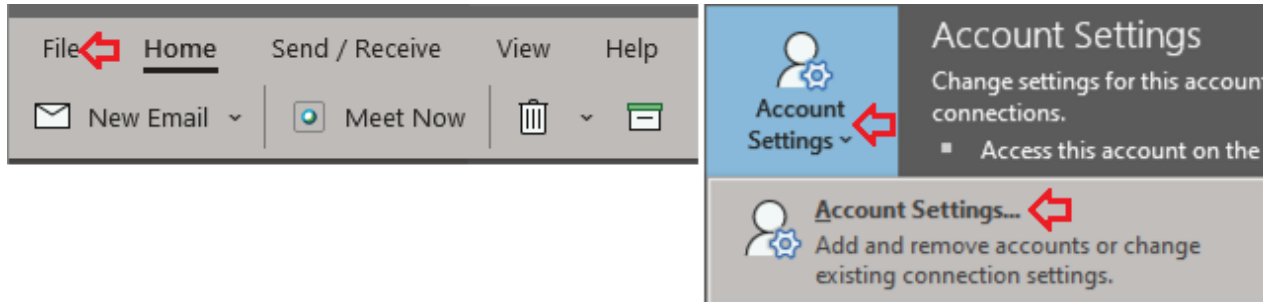 File Home Send / Receive View Help
New Email Meet Now
Account Settings
Change settings for this account
connections.
Access this account on the
Account
Settings
Account Settings...
Add and remove accounts or change
existing connection settings.